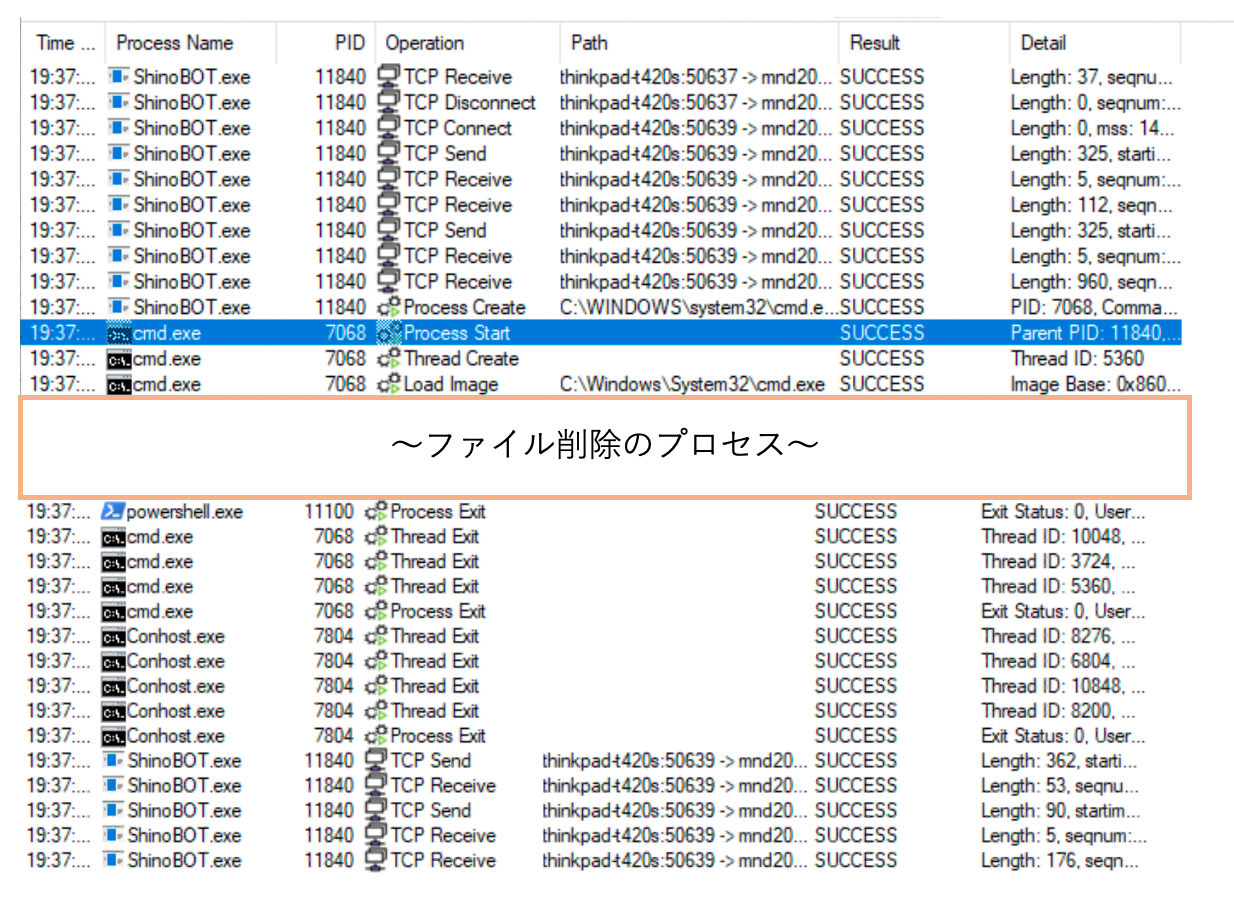 Time ... Process Name PID Operation Path Result Detail
19:37:... ShinoBOT.exe 11840 TCP Receive thinkpad-t420s:50637 -> mnd20... SUCCESS Length: 37, seqnu...
19:37:... ShinoBOT.exe 11840 TCP Disconnect thinkpad-t420s:50637 -> mnd20... SUCCESS Length: 0, seqnum:...
19:37:... ShinoBOT.exe 11840 TCP Connect thinkpad-t420s:50639 -> mnd20... SUCCESS Length: 0, mss: 14...
19:37:... ShinoBOT.exe 11840 TCP Send thinkpad-t420s:50639 -> mnd20... SUCCESS Length: 325, starti...
19:37:... ShinoBOT.exe 11840 TCP Receive thinkpad-t420s:50639 -> mnd20... SUCCESS Length: 5, seqnum:...
19:37:... ShinoBOT.exe 11840 TCP Receive thinkpad-t420s:50639 -> mnd20... SUCCESS Length: 112, seqn...
19:37:... ShinoBOT.exe 11840 TCP Send thinkpad-t420s:50639 -> mnd20... SUCCESS Length: 325, starti...
19:37:... ShinoBOT.exe 11840 TCP Receive thinkpad-t420s:50639 -> mnd20... SUCCESS Length: 5, seqnum:...
19:37:... ShinoBOT.exe 11840 TCP Receive thinkpad-t420s:50639 -> mnd20... SUCCESS Length: 960, seqn...
19:37:... ShinoBOT.exe 11840 Process Create C:\WINDOWS\system32\cmd.e... SUCCESS PID: 7068, Comma...
19:37:... cmd.exe 7068 Process Start SUCCESS Parent PID: 11840,...
19:37:... cmd.exe 7068 Thread Create SUCCESS Thread ID: 5360
19:37:... cmd.exe 7068 Load Image C:\Windows\System32\cmd.exe SUCCESS Image Base: 0x860...
～ファイル削除のプロセス～
19:37:... powershell.exe 11100 Process Exit SUCCESS Exit Status: 0, User...
19:37:... cmd.exe 7068 Thread Exit SUCCESS Thread ID: 10048, ...
19:37:... cmd.exe 7068 Thread Exit SUCCESS Thread ID: 3724, ...
19:37:... cmd.exe 7068 Thread Exit SUCCESS Thread ID: 5360, ...
19:37:... cmd.exe 7068 Process Exit SUCCESS Exit Status: 0, User...
19:37:... Conhost.exe 7804 Thread Exit SUCCESS Thread ID: 8276, ...
19:37:... Conhost.exe 7804 Thread Exit SUCCESS Thread ID: 6804, ...
19:37:... Conhost.exe 7804 Thread Exit SUCCESS Thread ID: 10848, ...
19:37:... Conhost.exe 7804 Thread Exit SUCCESS Thread ID: 8200, ...
19:37:... Conhost.exe 7804 Process Exit SUCCESS Exit Status: 0, User...
19:37:... ShinoBOT.exe 11840 TCP Send thinkpad-t420s:50639 -> mnd20... SUCCESS Length: 362, starti...
19:37:... ShinoBOT.exe 11840 TCP Receive thinkpad-t420s:50639 -> mnd20... SUCCESS Length: 53, seqnu...
19:37:... ShinoBOT.exe 11840 TCP Send thinkpad-t420s:50639 -> mnd20... SUCCESS Length: 90, startim...
19:37:... ShinoBOT.exe 11840 TCP Receive thinkpad-t420s:50639 -> mnd20... SUCCESS Length: 5, seqnum:...
19:37:... ShinoBOT.exe 11840 TCP Receive thinkpad-t420s:50639 -> mnd20... SUCCESS Length: 176, seqn...